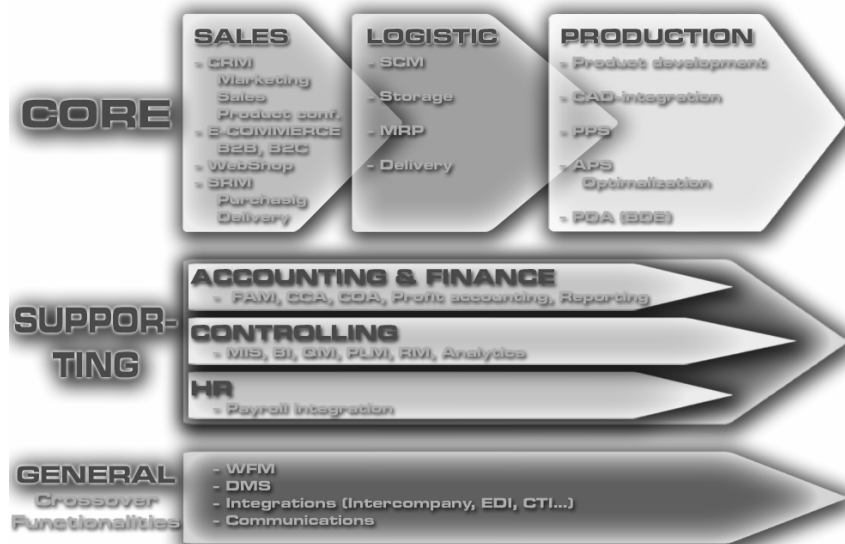 CORE
SALES
- CRM
Marketing
Sales
Product conf.
- E-COMMERCE
B2B, B2C
- WebShop
- SRM
Purchasig
Delivery
LOGISTIC
- SCM
- Storage
- MRP
- Delivery
PRODUCTION
- Product development
- CAD-integration
- PPS
- APS
Optimalization
- PDA (BDE)
SUPPOR-
TING
ACCOUNTING & FINANCE
- FAM, CCA, COA, Profit accounting, Reporting
CONTROLLING
- MIS, BI, QM, PLM, RM, Analytics
HR
- Payroll integration
GENERAL
Crossover
Functionalities
- WFM
- DMS
- Integrations (Intercompany, EDI, CTI...)
- Communications